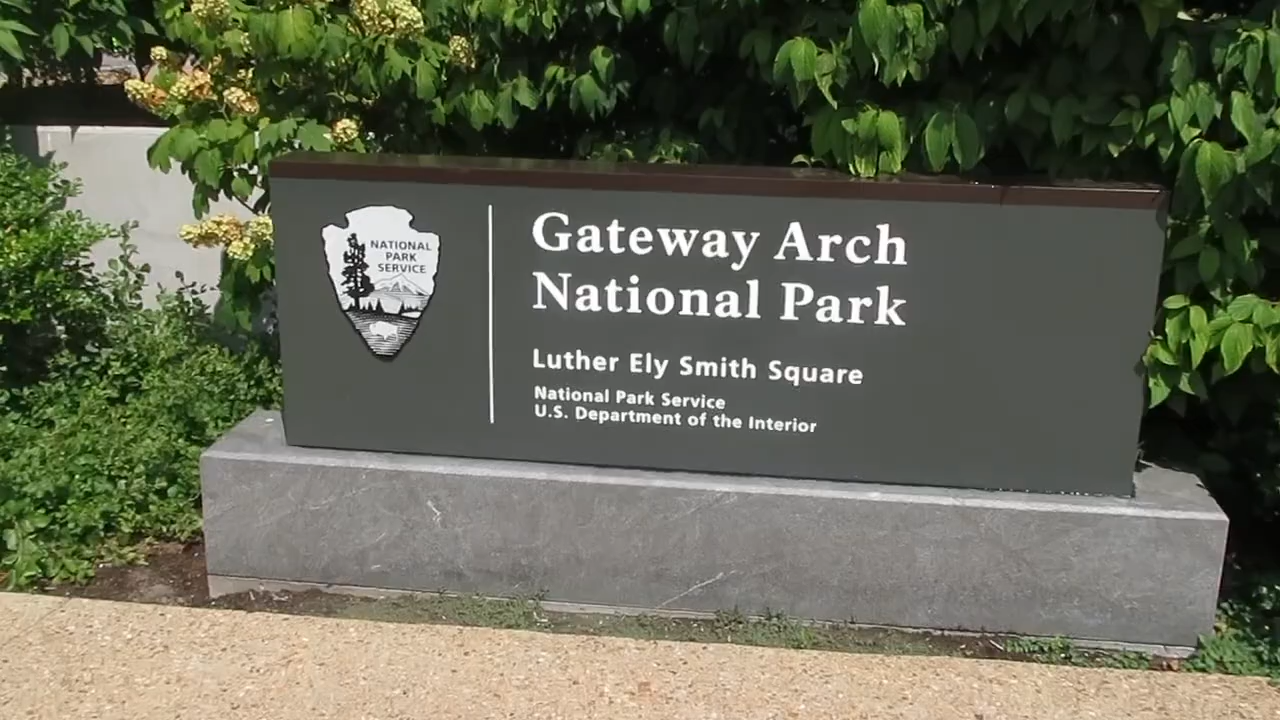 NATIONAL
PARK
SERVICE
Gateway Arch
National Park
Luther Ely Smith Square
National Park Service
U.S. Department of the Interior